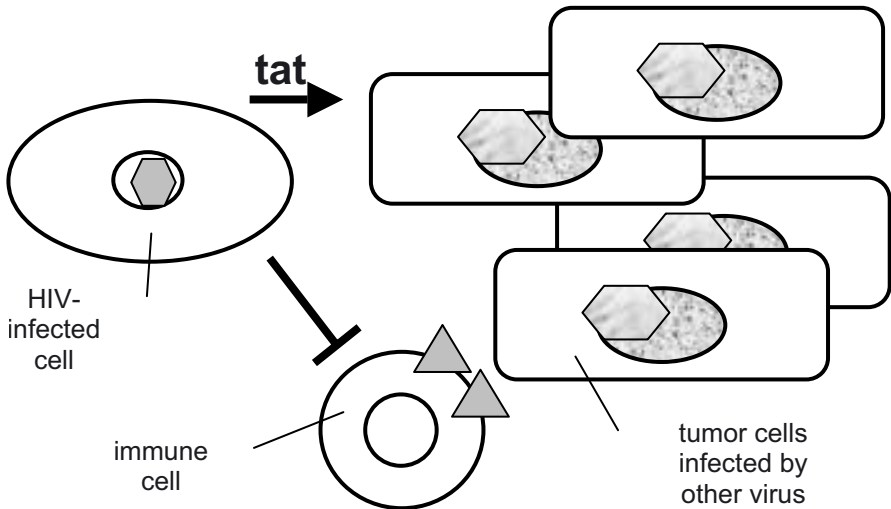 tat
HIV-
infected
cell
immune
cell
tumor cells
infected by
other virus